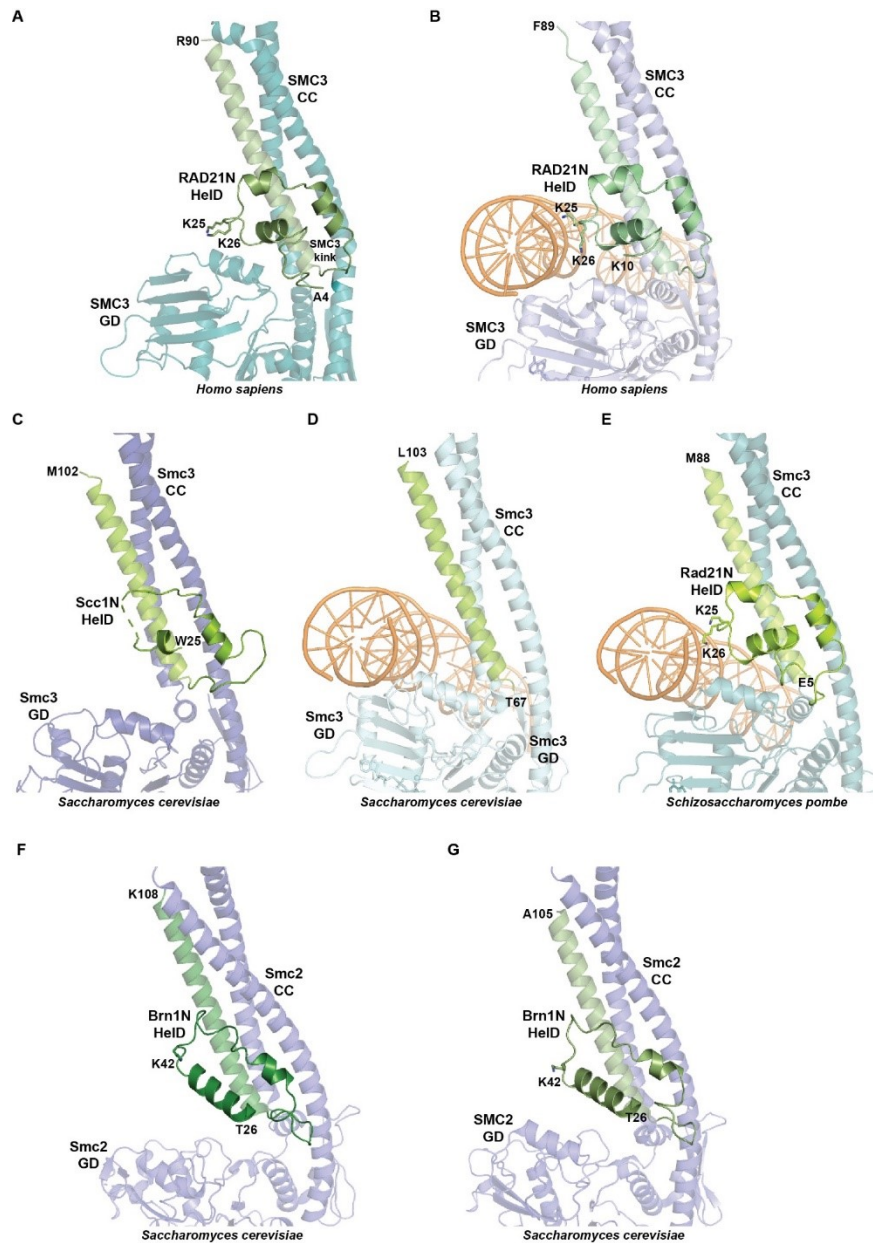 A
R90
SMC3
CC
RAD21N
HelD
K25
K26
SMC3
kink
A4
SMC3
GD
Homo sapiens
B
F89
SMC3
CC
RAD21N
HelD
K25
K26
K10
SMC3
GD
Homo sapiens
C
M102
Smc3
CC
Scc1N
HelD
W25
Smc3
GD
Saccharomyces cerevisiae
D
L103
Smc3
CC
T67
Smc3
GD
Smc3
GD
Saccharomyces cerevisiae
E
M88
Smc3
CC
Rad21N
HelD
K25
K26
E5
Schizosaccharomyces pombe
F
K108
Smc2
CC
Brn1N
HelD
K42
T26
Smc2
GD
Saccharomyces cerevisiae
G
A105
Smc2
CC
Brn1N
HelD
K42
T26
SMC2
GD
Saccharomyces cerevisiae